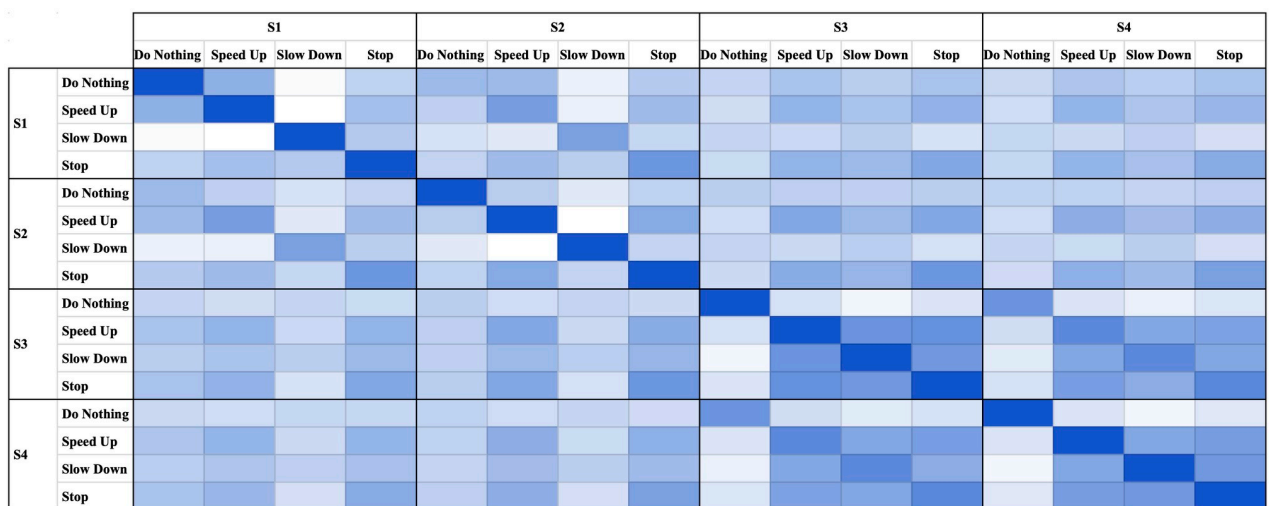 S1 S2 S3 S4
Do Nothing Speed Up Slow Down Stop Do Nothing Speed Up Slow Down Stop Do Nothing Speed Up Slow Down Stop Do Nothing Speed Up Slow Down Stop
Do Nothing
Speed Up
S1
Slow Down
Stop
Do Nothing
Speed Up
S2
Slow Down
Stop
Do Nothing
Speed Up
S3
Slow Down
Stop
Do Nothing
Speed Up
S4
Slow Down
Stop